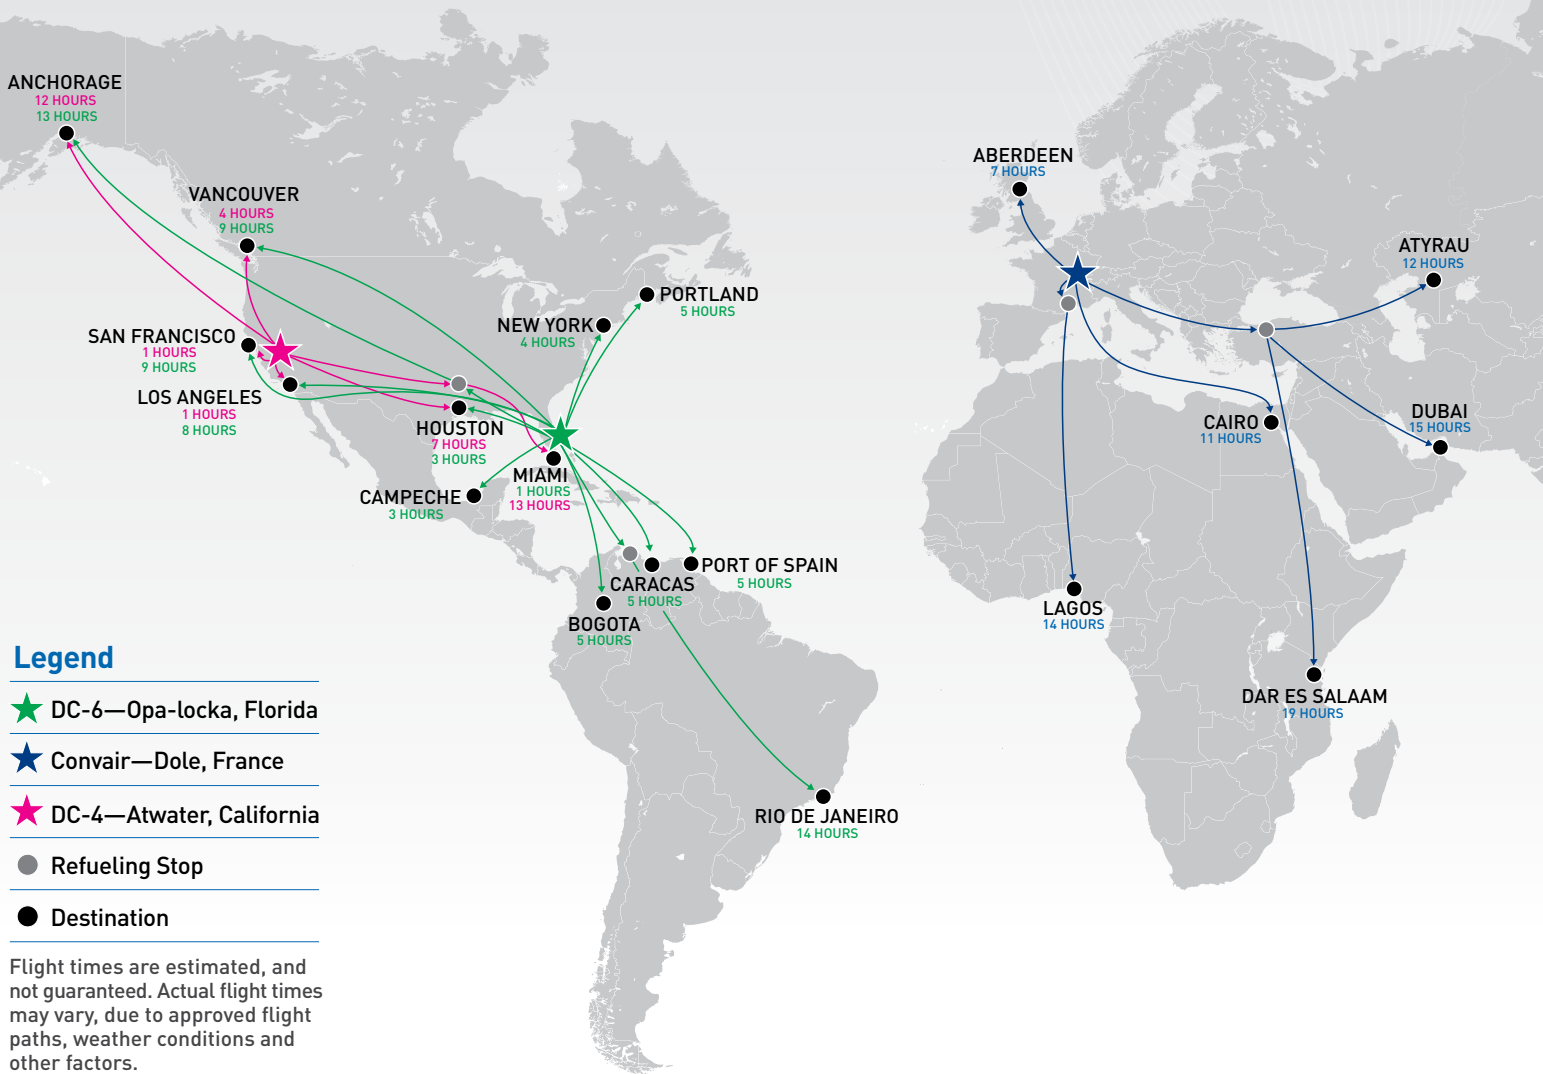 ANCHORAGE
12 HOURS
13 HOURS
VANCOUVER
4 HOURS
9 HOURS
SAN FRANCISCO
1 HOURS
9 HOURS
LOS ANGELES
1 HOURS
8 HOURS
HOUSTON
7 HOURS
3 HOURS
NEW YORK
4 HOURS
PORTLAND
5 HOURS
MIAMI
1 HOURS
13 HOURS
CAMPECHE
3 HOURS
CARACAS
5 HOURS
PORT OF SPAIN
5 HOURS
BOGOTA
5 HOURS
RIO DE JANEIRO
14 HOURS
ABERDEEN
7 HOURS
ATYRAU
12 HOURS
CAIRO
11 HOURS
DUBAI
15 HOURS
LAGOS
14 HOURS
DAR ES SALAAM
19 HOURS
Legend
DC-6—Opa-locka, Florida
Convair—Dole, France
DC-4—Atwater, California
Refueling Stop
Destination
Flight times are estimated, and
not guaranteed. Actual flight times
may vary, due to approved flight
paths, weather conditions and
other factors.